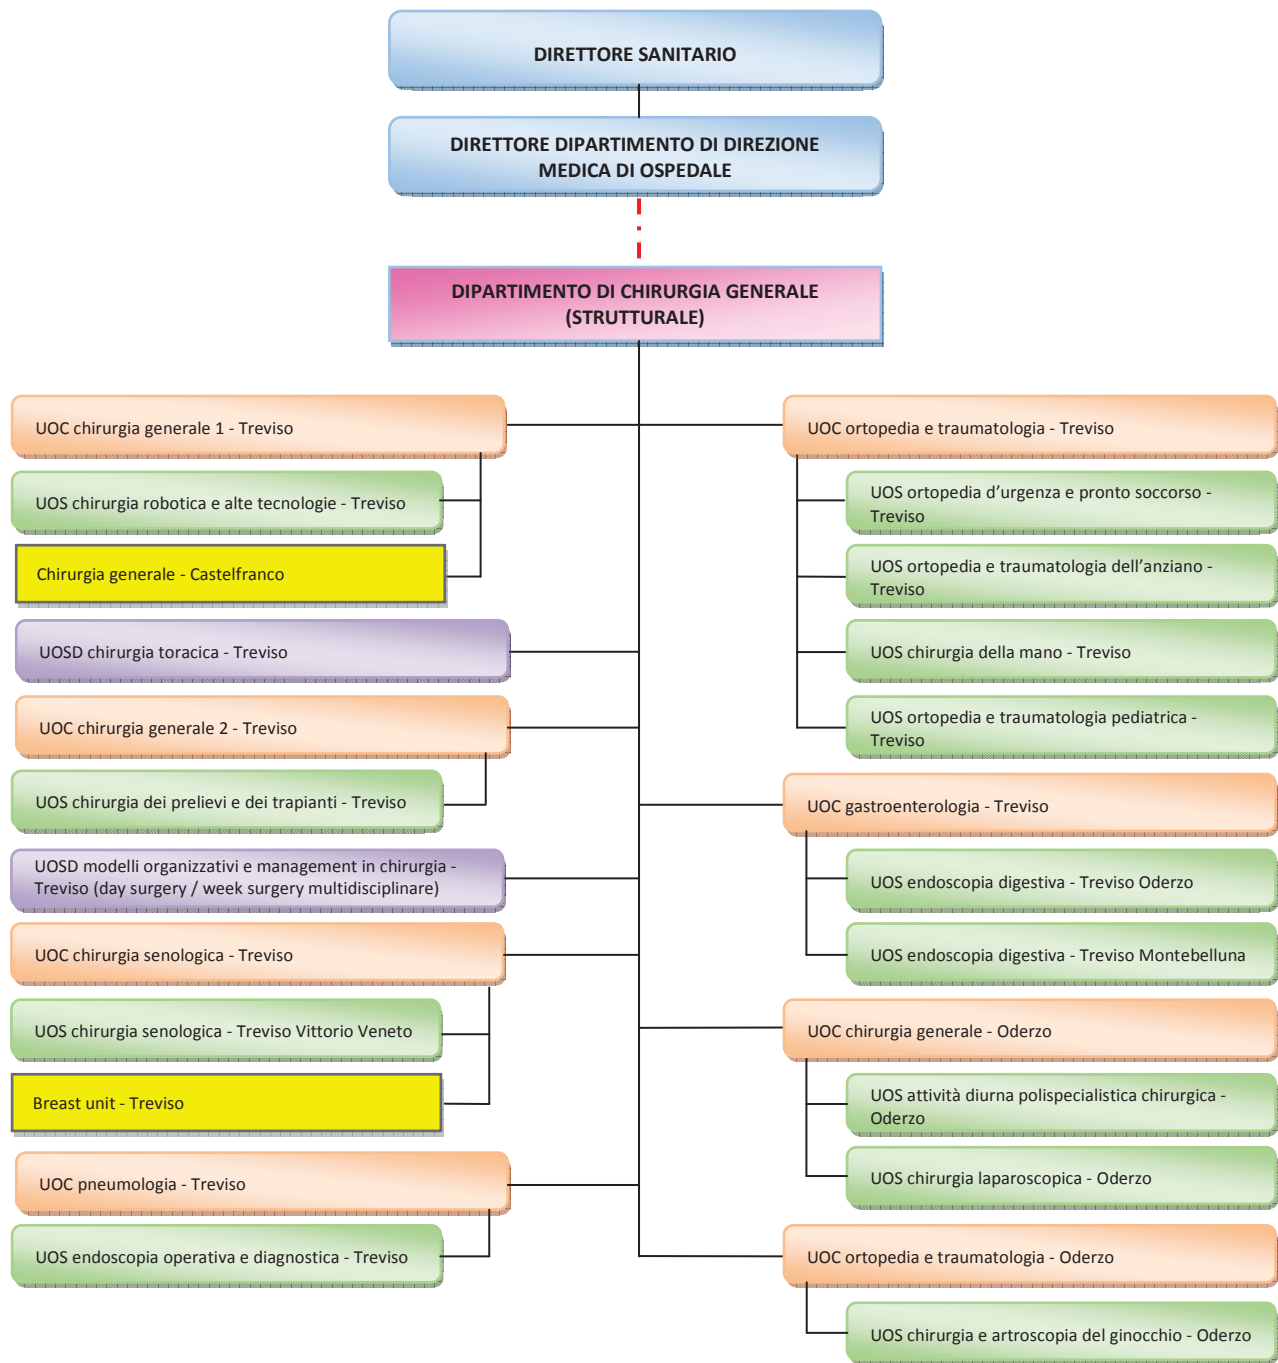 DIRETTORE SANITARIO
DIRETTORE DIPARTIMENTO DI DIREZIONE
MEDICA DI OSPEDALE
DIPARTIMENTO DI CHIRURGIA GENERALE
(STRUTTURALE)
UOC chirurgia generale 1 - Treviso
UOS chirurgia robotica e alte tecnologie - Treviso
Chirurgia generale - Castelfranco
UOSD chirurgia toracica - Treviso
UOC chirurgia generale 2 - Treviso
UOS chirurgia dei prelievi e dei trapianti - Treviso
UOSD modelli organizzativi e management in chirurgia -
Treviso (day surgery / week surgery multidisciplinare)
UOC chirurgia senologica - Treviso
UOS chirurgia senologica - Treviso Vittorio Veneto
Breast unit - Treviso
UOC pneumologia - Treviso
UOS endoscopia operativa e diagnostica - Treviso
UOC ortopedia e traumatologia - Treviso
UOS ortopedia d’urgenza e pronto soccorso -
Treviso
UOS ortopedia e traumatologia dell’anziano -
Treviso
UOS chirurgia della mano - Treviso
UOS ortopedia e traumatologia pediatrica -
Treviso
UOC gastroenterologia - Treviso
UOS endoscopia digestiva - Treviso Oderzo
UOS endoscopia digestiva - Treviso Montebelluna
UOC chirurgia generale - Oderzo
UOS attività diurna polispecialistica chirurgica -
Oderzo
UOS chirurgia laparoscopica - Oderzo
UOC ortopedia e traumatologia - Oderzo
UOS chirurgia e artroscopia del ginocchio - Oderzo